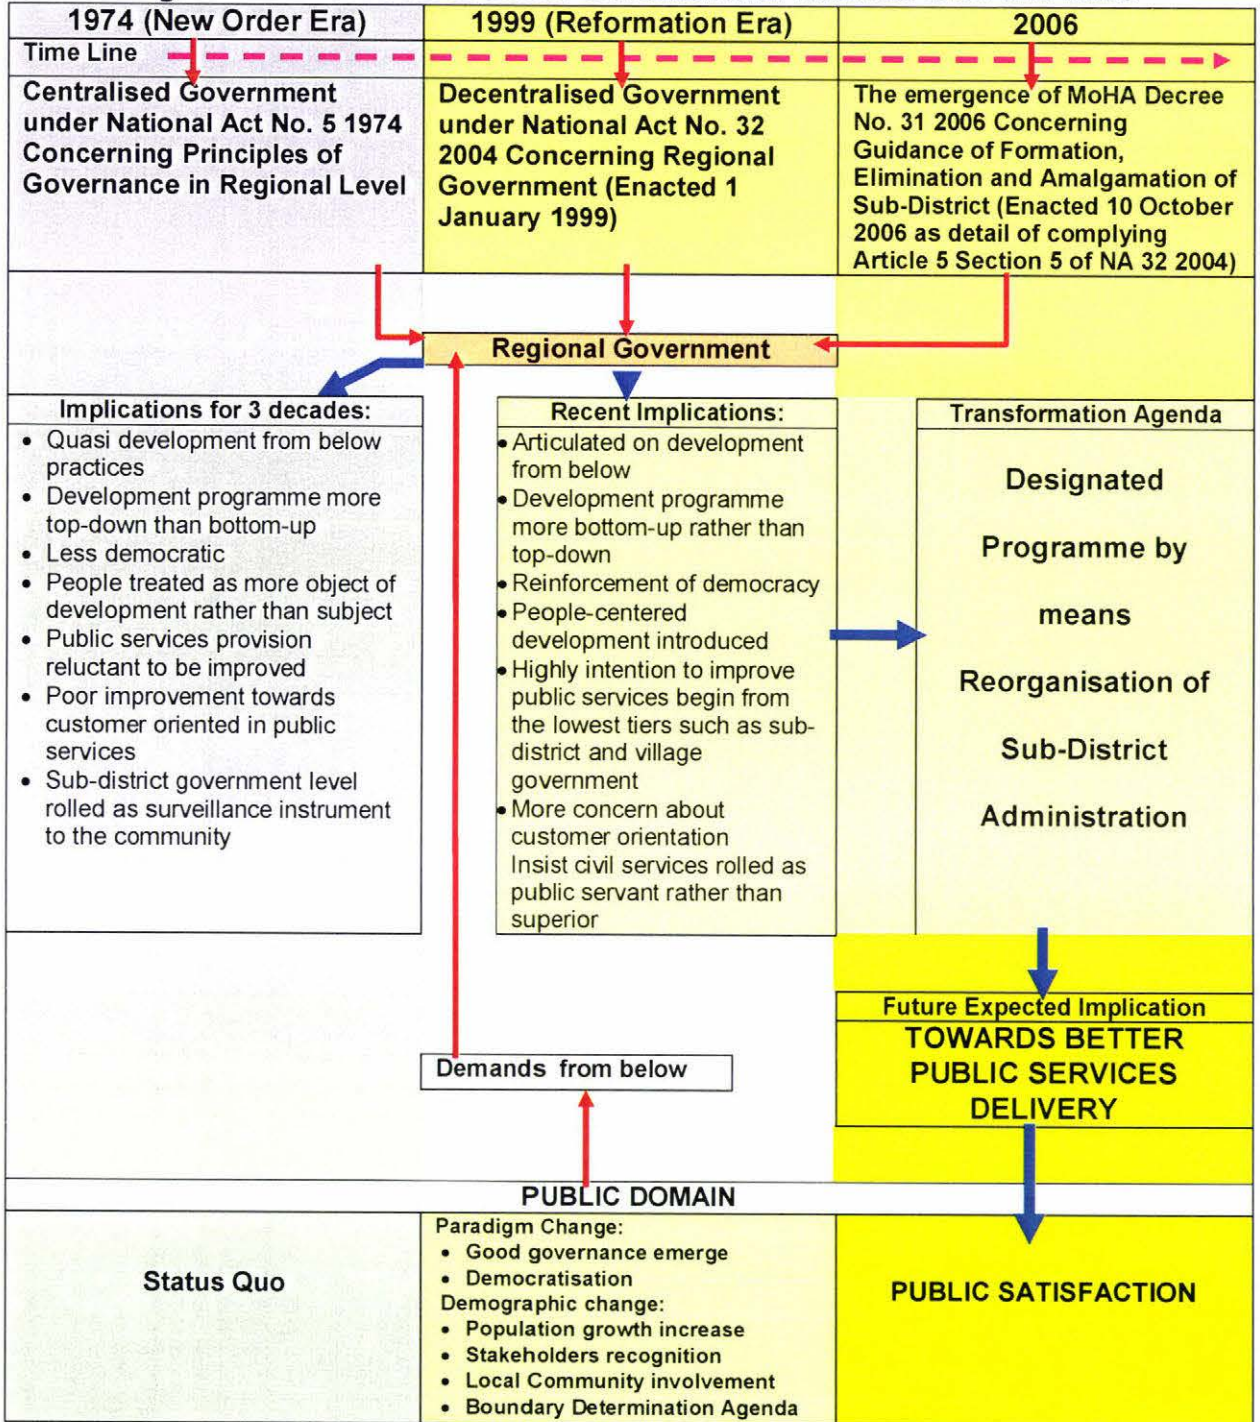 1974 (New Order Era)
1999 (Reformation Era)
2006
Time Line
Centralised Government
under National Act No. 5 1974
Concerning Principles of
Governance in Regional Level
Decentralised Government
under National Act No. 32
2004 Concerning Regional
Government (Enacted 1
January 1999)
The emergence of MoHA Decree
No. 31 2006 Concerning
Guidance of Formation,
Elimination and Amalgamation of
Sub-District (Enacted 10 October
2006 as detail of complying
Article 5 Section 5 of NA 32 2004)
Regional Government
Implications for 3 decades:
• Quasi development from below
practices
• Development programme more
top-down than bottom-up
• Less democratic
• People treated as more object of
development rather than subject
• Public services provision
reluctant to be improved
• Poor improvement towards
customer oriented in public
services
• Sub-district government level
rolled as surveillance instrument
to the community
Recent Implications:
• Articulated on development
from below
• Development programme
more bottom-up rather than
top-down
• Reinforcement of democracy
• People-centered
development introduced
• Highly intention to improve
public services begin from
the lowest tiers such as sub-
district and village
government
• More concern about
customer orientation
Insist civil services rolled as
public servant rather than
superior
Transformation Agenda
Designated
Programme by
means
Reorganisation of
Sub-District
Administration
Future Expected Implication
TOWARDS BETTER
PUBLIC SERVICES
DELIVERY
Demands from below
PUBLIC DOMAIN
Status Quo
Paradigm Change:
• Good governance emerge
• Democratisation
Demographic change:
• Population growth increase
• Stakeholders recognition
• Local Community involvement
• Boundary Determination Agenda
PUBLIC SATISFACTION